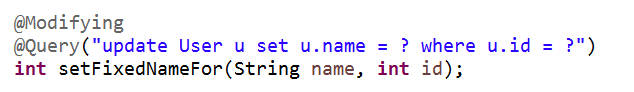 @Modifying
@Query("update User u set u.name = ? where u.id = ?")
int setFixedNameFor(String name, int id);